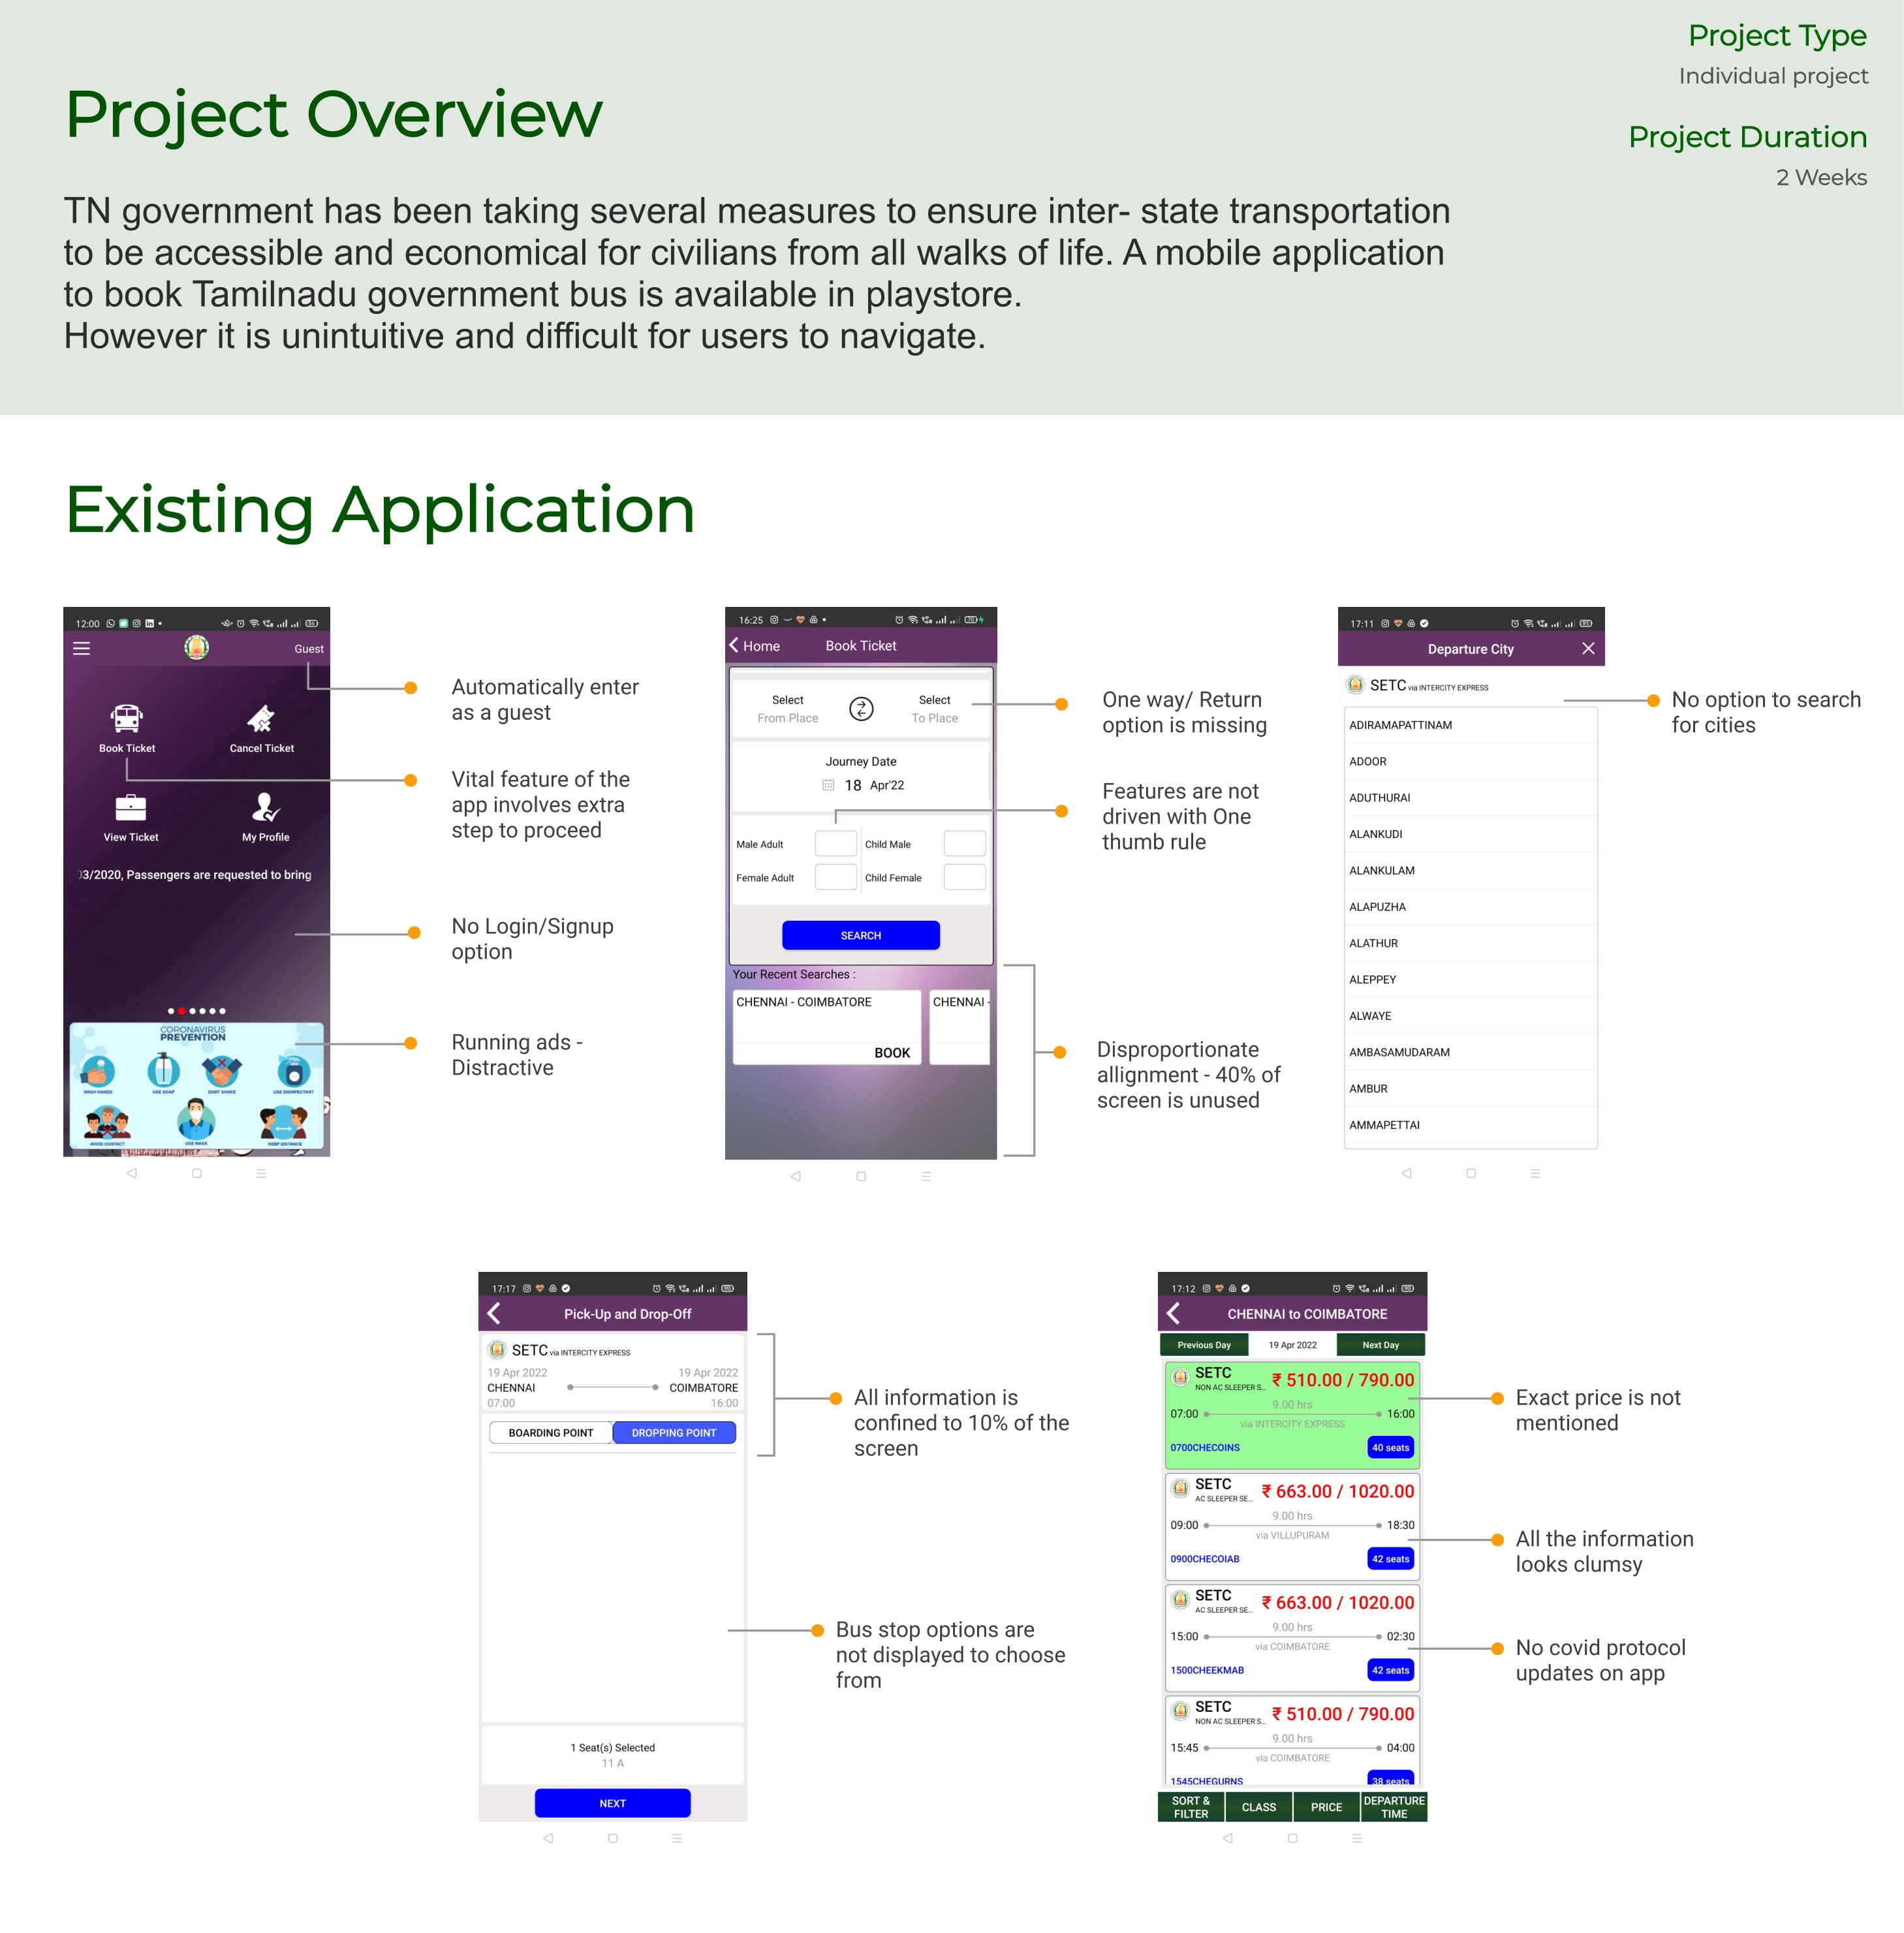 Project Type
Individual project
Project Duration
2 Weeks
Project Overview
TN government has been taking several measures to ensure inter- state transportation
to be accessible and economical for civilians from all walks of life. A mobile application
to book Tamilnadu government bus is available in playstore.
However it is unintuitive and difficult for users to navigate.
Existing Application
12:00
Guest
Book Ticket
Cancel Ticket
View Ticket
My Profile
03/2020, Passengers are requested to bring
CORONAVIRUS
PREVENTION
WASH HANDS
USE SOAP
DONT SHAKE
USE DISINFECTANT
AVOID CONTACT
USE MASK
KEEP DISTANCE
Automatically enter
as a guest
Vital feature of the
app involves extra
step to proceed
No Login/Signup
option
Running ads -
Distractive
16:25
Home
Book Ticket
Select
From Place
Select
To Place
Journey Date
18 Apr'22
Male Adult
Child Male
Female Adult
Child Female
SEARCH
Your Recent Searches :
CHENNAI - COIMBATORE
CHENNAI -
BOOK
One way/ Return
option is missing
Features are not
driven with One
thumb rule
Disproportionate
allignment - 40% of
screen is unused
17:11
Departure City
SETC via INTERCITY EXPRESS
ADIRAMAPATTINAM
ADOOR
ADUTHURAI
ALANKUDI
ALANKULAM
ALAPUZHA
ALATHUR
ALEPPEY
ALWAYE
AMBASAMUDARAM
AMBUR
AMMAPETTAI
No option to search
for cities
17:17
Pick-Up and Drop-Off
SETC via INTERCITY EXPRESS
19 Apr 2022
19 Apr 2022
CHENNAI
COIMBATORE
07:00
16:00
BOARDING POINT
DROPPING POINT
1 Seat(s) Selected
11 A
NEXT
All information is
confined to 10% of the
screen
Bus stop options are
not displayed to choose
from
17:12
CHENNAI to COIMBATORE
Previous Day
19 Apr 2022
Next Day
SETC
NON AC SLEEPER S...
₹ 510.00 / 790.00
9.00 hrs
07:00
16:00
via INTERCITY EXPRESS
0700CHECOINS
40 seats
SETC
AC SLEEPER SE...
₹ 663.00 / 1020.00
9.00 hrs
09:00
18:30
via VILLUPURAM
0900CHECOIAB
42 seats
SETC
AC SLEEPER SE...
₹ 663.00 / 1020.00
9.00 hrs
15:00
02:30
via COIMBATORE
1500CHEEKMAB
42 seats
SETC
NON AC SLEEPER S...
₹ 510.00 / 790.00
9.00 hrs
15:45
04:00
via COIMBATORE
1545CHEGURNS
38 seats
SORT &
FILTER
CLASS
PRICE
DEPARTURE
TIME
Exact price is not
mentioned
All the information
looks clumsy
No covid protocol
updates on app